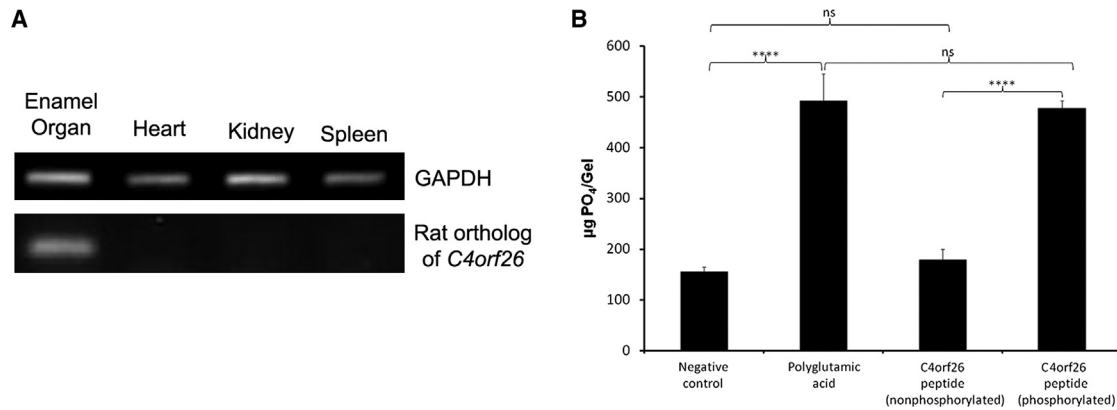 A
Enamel
Organ
Heart
Kidney
Spleen
GAPDH
Rat ortholog
of C4orf26
B
ns
****
ns
****
600
500
400
300
200
100
0
µg PO4/Gel
Negative
control
Polyglutamic
acid
C4orf26
peptide
(nonphosphorylated)
C4orf26
peptide
(phosphorylated)